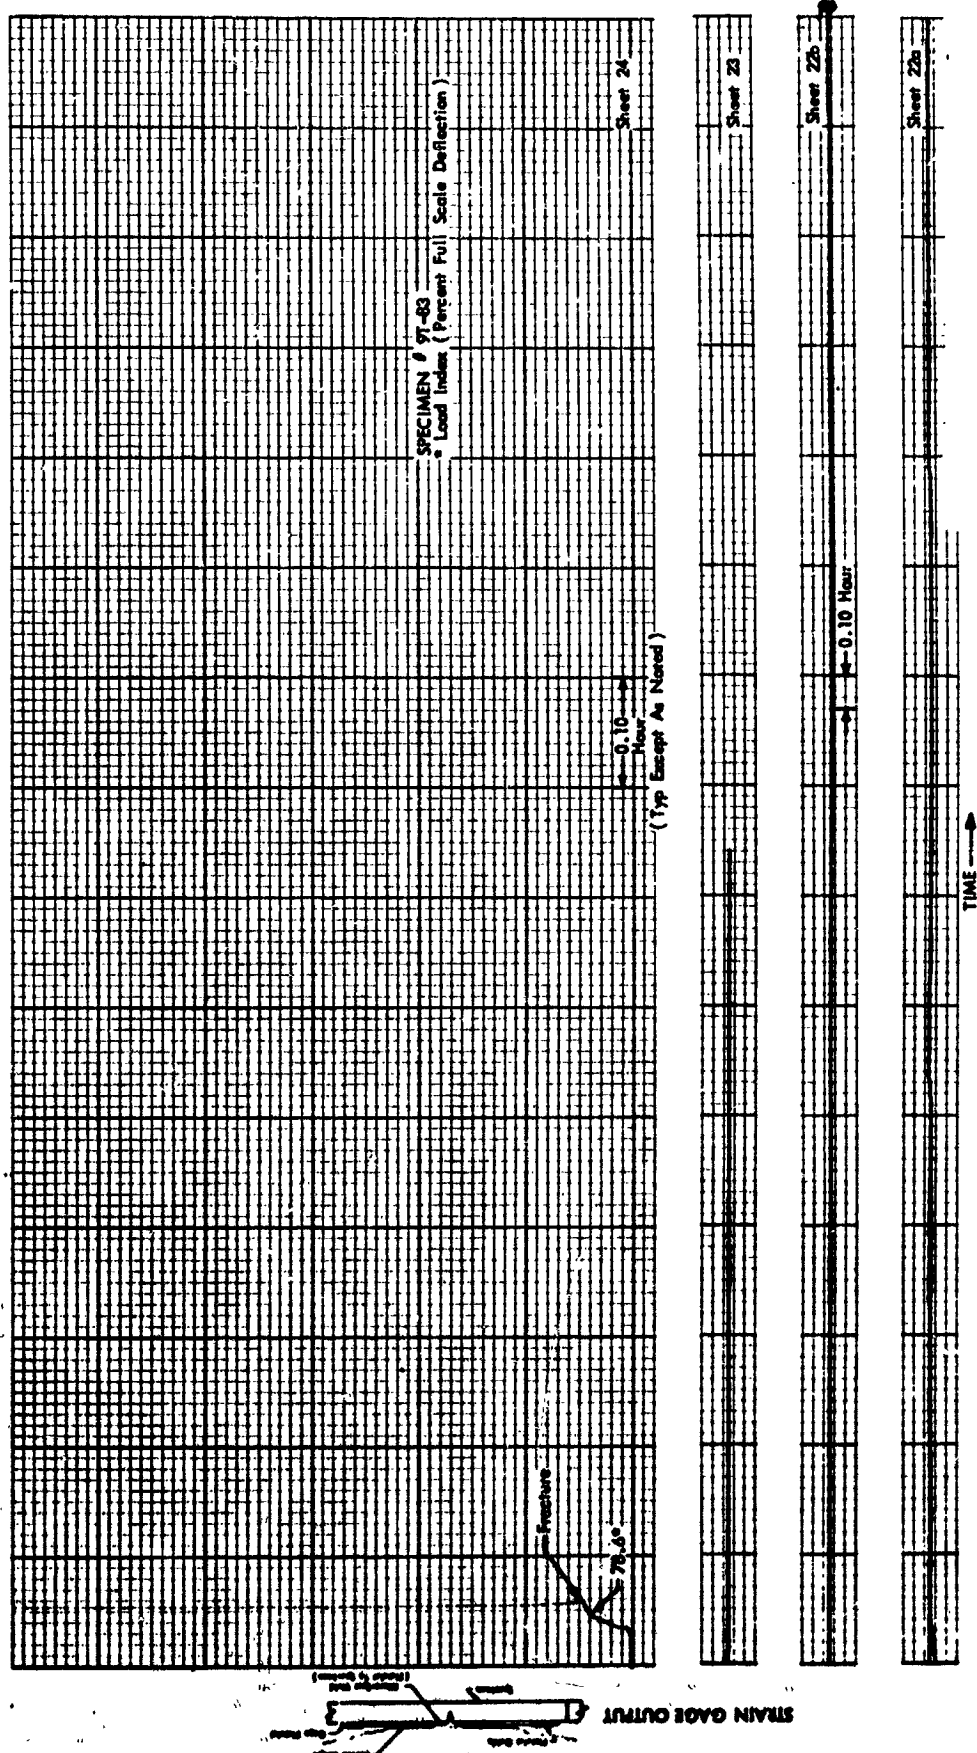 SPECIMEN # 9T-83
* Load Index ( Percent Full Scale Deflection )
Sheet 24
0.10
Hour
( Typ Except As Noted )
Fracture
78.6*
Sheet 23
Sheet 22b
0.10 Hour
Sheet 22a
TIME
STRAIN GAGE OUTPUT